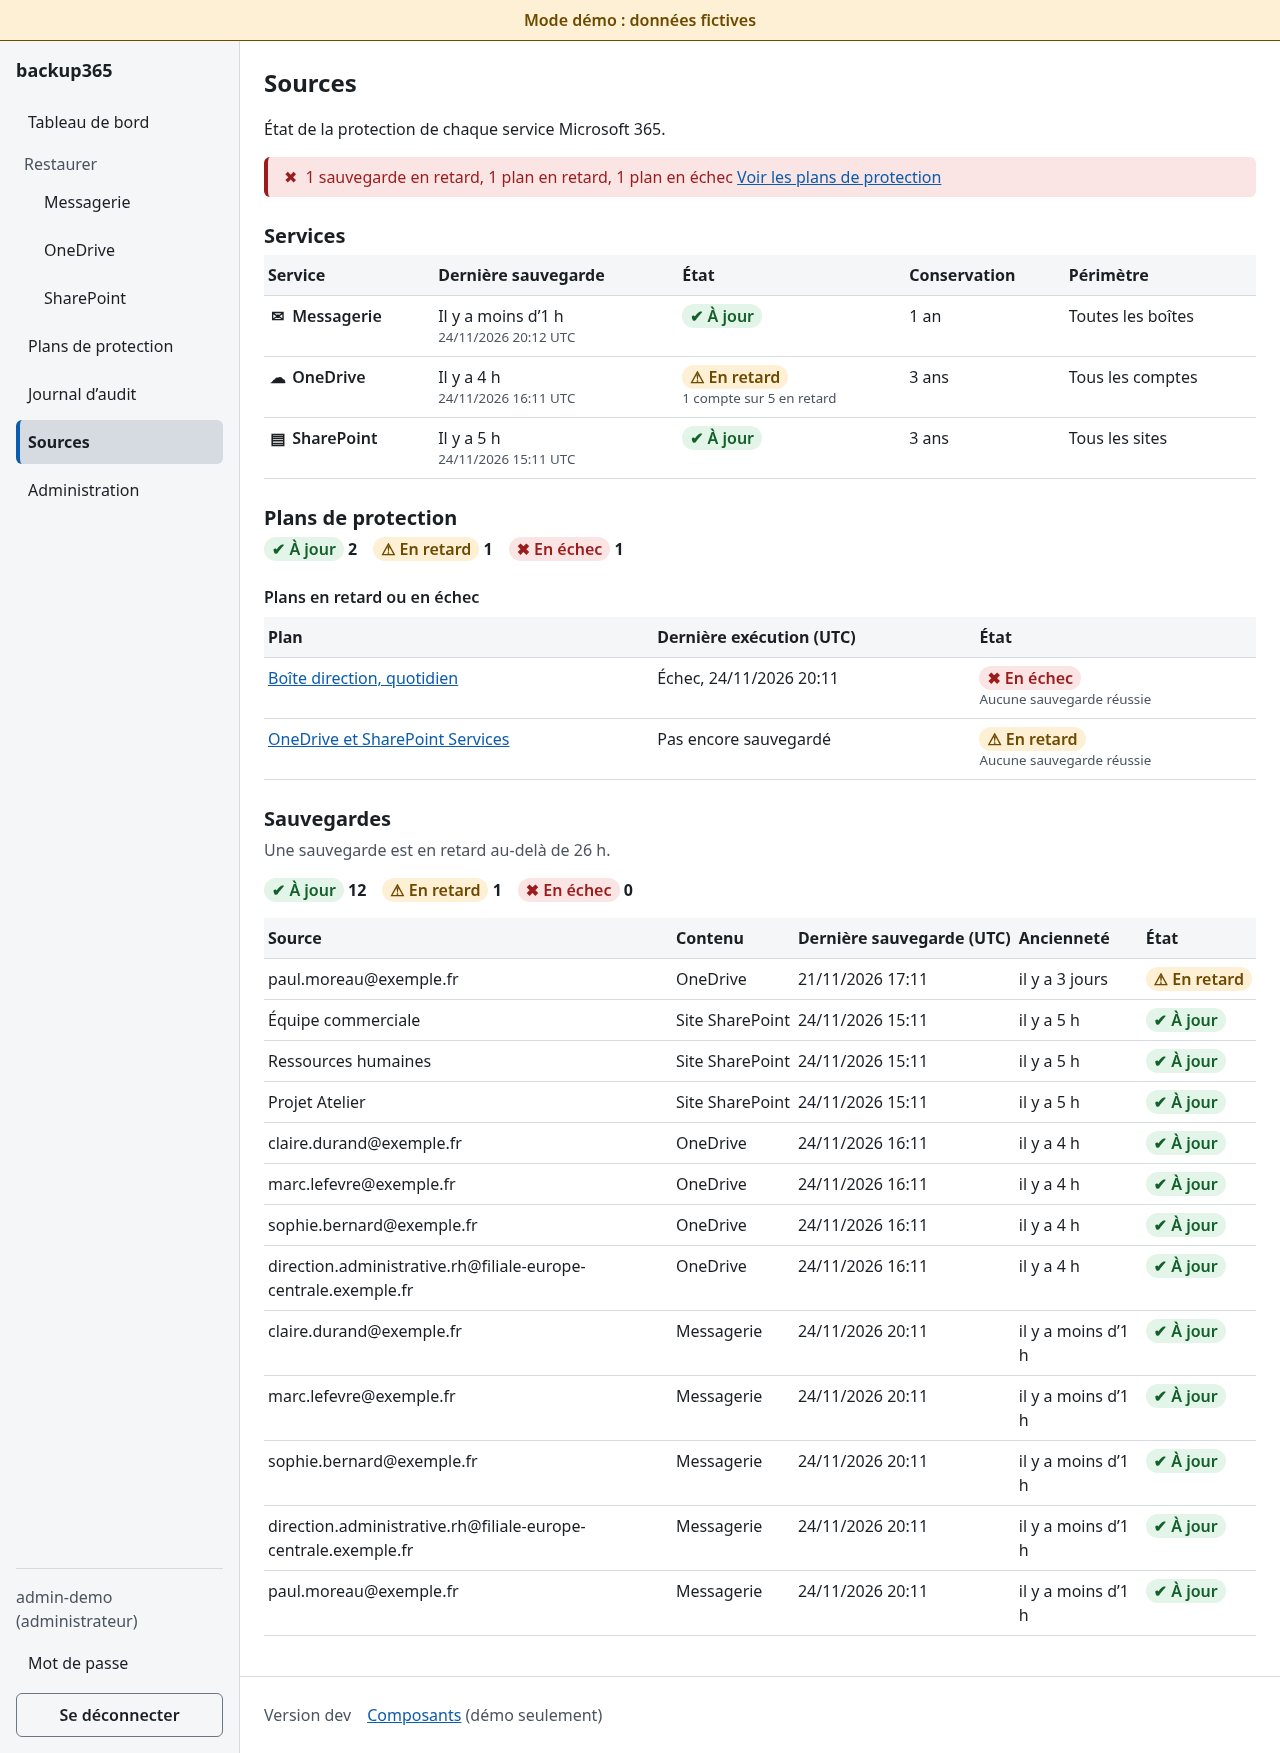 Mode démo : données fictives
backup365
Tableau de bord
Restaurer
Messagerie
OneDrive
SharePoint
Plans de protection
Journal d’audit
Sources
Administration
admin-demo
(administrateur)
Mot de passe
Se déconnecter
Sources
État de la protection de chaque service Microsoft 365.
✖ 1 sauvegarde en retard, 1 plan en retard, 1 plan en échec Voir les plans de protection
Services
Service Dernière sauvegarde État Conservation Périmètre
✉ Messagerie Il y a moins d’1 h ✔ À jour 1 an Toutes les boîtes
24/11/2026 20:12 UTC
☁ OneDrive Il y a 4 h ⚠ En retard 3 ans Tous les comptes
24/11/2026 16:11 UTC 1 compte sur 5 en retard
▤ SharePoint Il y a 5 h ✔ À jour 3 ans Tous les sites
24/11/2026 15:11 UTC
Plans de protection
✔ À jour 2 ⚠ En retard 1 ✖ En échec 1
Plans en retard ou en échec
Plan Dernière exécution (UTC) État
Boîte direction, quotidien Échec, 24/11/2026 20:11 ✖ En échec
Aucune sauvegarde réussie
OneDrive et SharePoint Services Pas encore sauvegardé ⚠ En retard
Aucune sauvegarde réussie
Sauvegardes
Une sauvegarde est en retard au-delà de 26 h.
✔ À jour 12 ⚠ En retard 1 ✖ En échec 0
Source Contenu Dernière sauvegarde (UTC) Ancienneté État
paul.moreau@exemple.fr OneDrive 21/11/2026 17:11 il y a 3 jours ⚠ En retard
Équipe commerciale Site SharePoint 24/11/2026 15:11 il y a 5 h ✔ À jour
Ressources humaines Site SharePoint 24/11/2026 15:11 il y a 5 h ✔ À jour
Projet Atelier Site SharePoint 24/11/2026 15:11 il y a 5 h ✔ À jour
claire.durand@exemple.fr OneDrive 24/11/2026 16:11 il y a 4 h ✔ À jour
marc.lefevre@exemple.fr OneDrive 24/11/2026 16:11 il y a 4 h ✔ À jour
sophie.bernard@exemple.fr OneDrive 24/11/2026 16:11 il y a 4 h ✔ À jour
direction.administrative.rh@filiale-europe- OneDrive 24/11/2026 16:11 il y a 4 h ✔ À jour
centrale.exemple.fr
claire.durand@exemple.fr Messagerie 24/11/2026 20:11 il y a moins d’1 ✔ À jour
h
marc.lefevre@exemple.fr Messagerie 24/11/2026 20:11 il y a moins d’1 ✔ À jour
h
sophie.bernard@exemple.fr Messagerie 24/11/2026 20:11 il y a moins d’1 ✔ À jour
h
direction.administrative.rh@filiale-europe- Messagerie 24/11/2026 20:11 il y a moins d’1 ✔ À jour
centrale.exemple.fr h
paul.moreau@exemple.fr Messagerie 24/11/2026 20:11 il y a moins d’1 ✔ À jour
h
Version dev Composants (démo seulement)